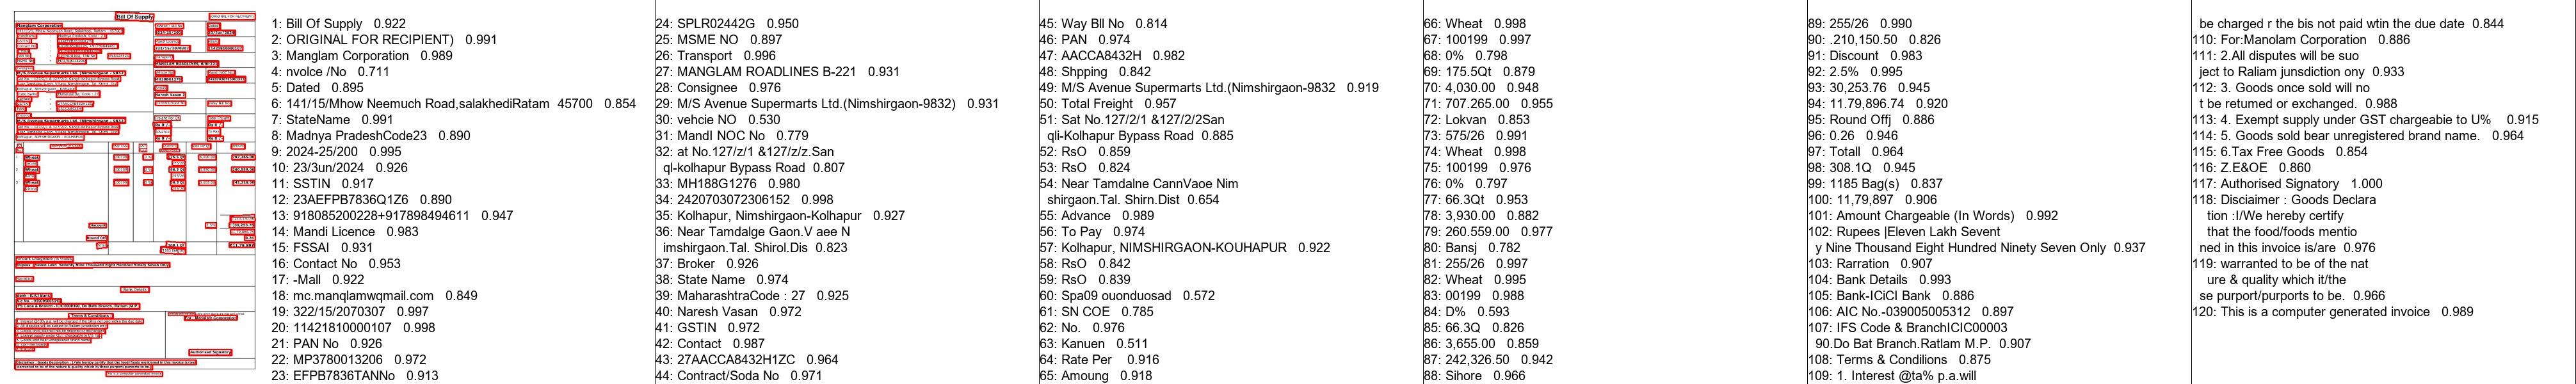 Bill Of Supply
1: Bill Of Supply 0.922
2: ORIGINAL FOR RECIPIENT) 0.991
3: Manglam Corporation 0.989
4: nvolce /No 0.711
5: Dated 0.895
6: 141/15/Mhow Neemuch Road,salakhediRatam 45700 0.854
7: StateName 0.991
8: Madnya PradeshCode23 0.890
9: 2024-25/200 0.995
10: 23/3un/2024 0.926
11: SSTIN 0.917
12: 23AEFPB7836Q1Z6 0.890
13: 918085200228+917898494611 0.947
14: Mandi Licence 0.983
15: FSSAI 0.931
16: Contact No 0.953
17: -Mall 0.922
18: mc.manqlamwqmail.com 0.849
19: 322/15/2070307 0.997
20: 11421810000107 0.998
21: PAN No 0.926
22: MP3780013206 0.972
23: EFPB7836TANNo 0.913
24: SPLR02442G 0.950
25: MSME NO 0.897
26: Transport 0.996
27: MANGLAM ROADLINES B-221 0.931
28: Consignee 0.976
29: M/S Avenue Supermarts Ltd.(Nimshirgaon-9832) 0.931
30: vehcie NO 0.530
31: MandI NOC No 0.779
32: at No.127/z/1 &127/z/z.San
ql-kolhapur Bypass Road 0.807
33: MH188G1276 0.980
34: 2420703072306152 0.998
35: Kolhapur, Nimshirgaon-Kolhapur 0.927
36: Near Tamdalge Gaon.V aee N
imshirgaon.Tal. Shirol.Dis 0.823
37: Broker 0.926
38: State Name 0.974
39: MaharashtraCode : 27 0.925
40: Naresh Vasan 0.972
41: GSTIN 0.972
42: Contact 0.987
43: 27AACCA8432H1ZC 0.964
44: Contract/Soda No 0.971
45: Way Bll No 0.814
46: PAN 0.974
47: AACCA8432H 0.982
48: Shpping 0.842
49: M/S Avenue Supermarts Ltd.(Nimshirgaon-9832 0.919
50: Total Freight 0.957
51: Sat No.127/2/1 &127/2/2San
qli-Kolhapur Bypass Road 0.885
52: RsO 0.859
53: RsO 0.824
54: Near Tamdalne CannVaoe Nim
shirgaon.Tal. Shirn.Dist 0.654
55: Advance 0.989
56: To Pay 0.974
57: Kolhapur, NIMSHIRGAON-KOUHAPUR 0.922
58: RsO 0.842
59: RsO 0.839
60: Spa09 ouonduosad 0.572
61: SN COE 0.785
62: No. 0.976
63: Kanuen 0.511
64: Rate Per 0.916
65: Amoung 0.918
66: Wheat 0.998
67: 100199 0.997
68: 0% 0.798
69: 175.5Qt 0.879
70: 4,030.00 0.948
71: 707.265.00 0.955
72: Lokvan 0.853
73: 575/26 0.991
74: Wheat 0.998
75: 100199 0.976
76: 0% 0.797
77: 66.3Qt 0.953
78: 3,930.00 0.882
79: 260.559.00 0.977
80: Bansj 0.782
81: 255/26 0.997
82: Wheat 0.995
83: 00199 0.988
84: D% 0.593
85: 66.3Q 0.826
86: 3,655.00 0.859
87: 242,326.50 0.942
88: Sihore 0.966
89: 255/26 0.990
90: .210,150.50 0.826
91: Discount 0.983
92: 2.5% 0.995
93: 30,253.76 0.945
94: 11.79,896.74 0.920
95: Round Offj 0.886
96: 0.26 0.946
97: Totall 0.964
98: 308.1Q 0.945
99: 1185 Bag(s) 0.837
100: 11,79,897 0.906
101: Amount Chargeable (In Words) 0.992
102: Rupees |Eleven Lakh Sevent
y Nine Thousand Eight Hundred Ninety Seven Only 0.937
103: Rarration 0.907
104: Bank Details 0.993
105: Bank-ICiCI Bank 0.886
106: AIC No.-039005005312 0.897
107: IFS Code & BranchICIC00003
90.Do Bat Branch.Ratlam M.P. 0.907
108: Terms & Condilions 0.875
109: 1. Interest @ta% p.a.will
be charged r the bis not paid wtin the due date 0.844
110: For:Manolam Corporation 0.886
111: 2.All disputes will be suo
ject to Raliam junsdiction ony 0.933
112: 3. Goods once sold will no
t be returned or exchanged. 0.988
113: 4. Exempt supply under GST chargeabie to U% 0.915
114: 5. Goods sold bear unregistered brand name. 0.964
115: 6.Tax Free Goods 0.854
116: Z.E&OE 0.860
117: Authorised Signatory 1.000
118: Disciaimer : Goods Declara
tion :I/We hereby certify
that the food/foods mentio
ned in this invoice is/are 0.976
119: warranted to be of the nat
ure & quality which it/the
se purport/purports to be. 0.966
120: This is a computer generated invoice 0.989